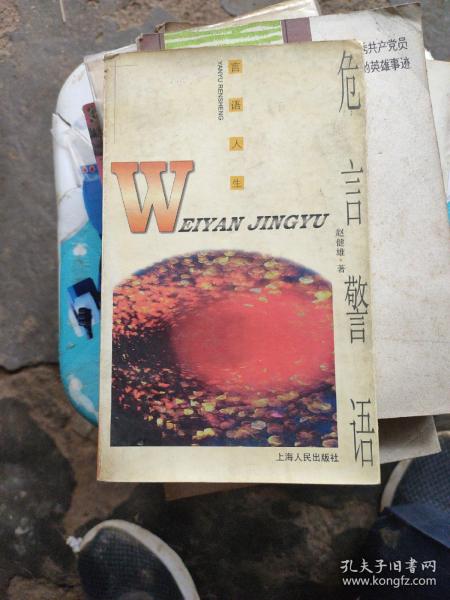 言语人生
YANYU RENSHENG
危言警语
WEIYAN JINGYU
赵健雄·著
上海人民出版社
共产党员
的英雄事迹
孔夫子旧书网
www.kongfz.com